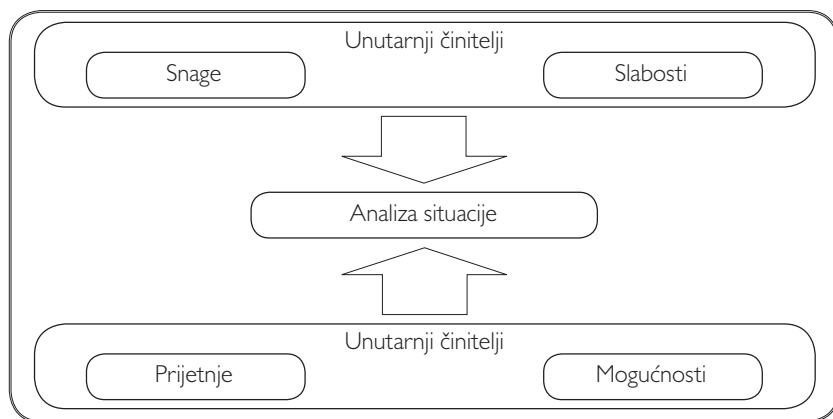 Unutarnji činitelji
Snage
Slabosti
Analiza situacije
Unutarnji činitelji
Prijetnje
Mogućnosti